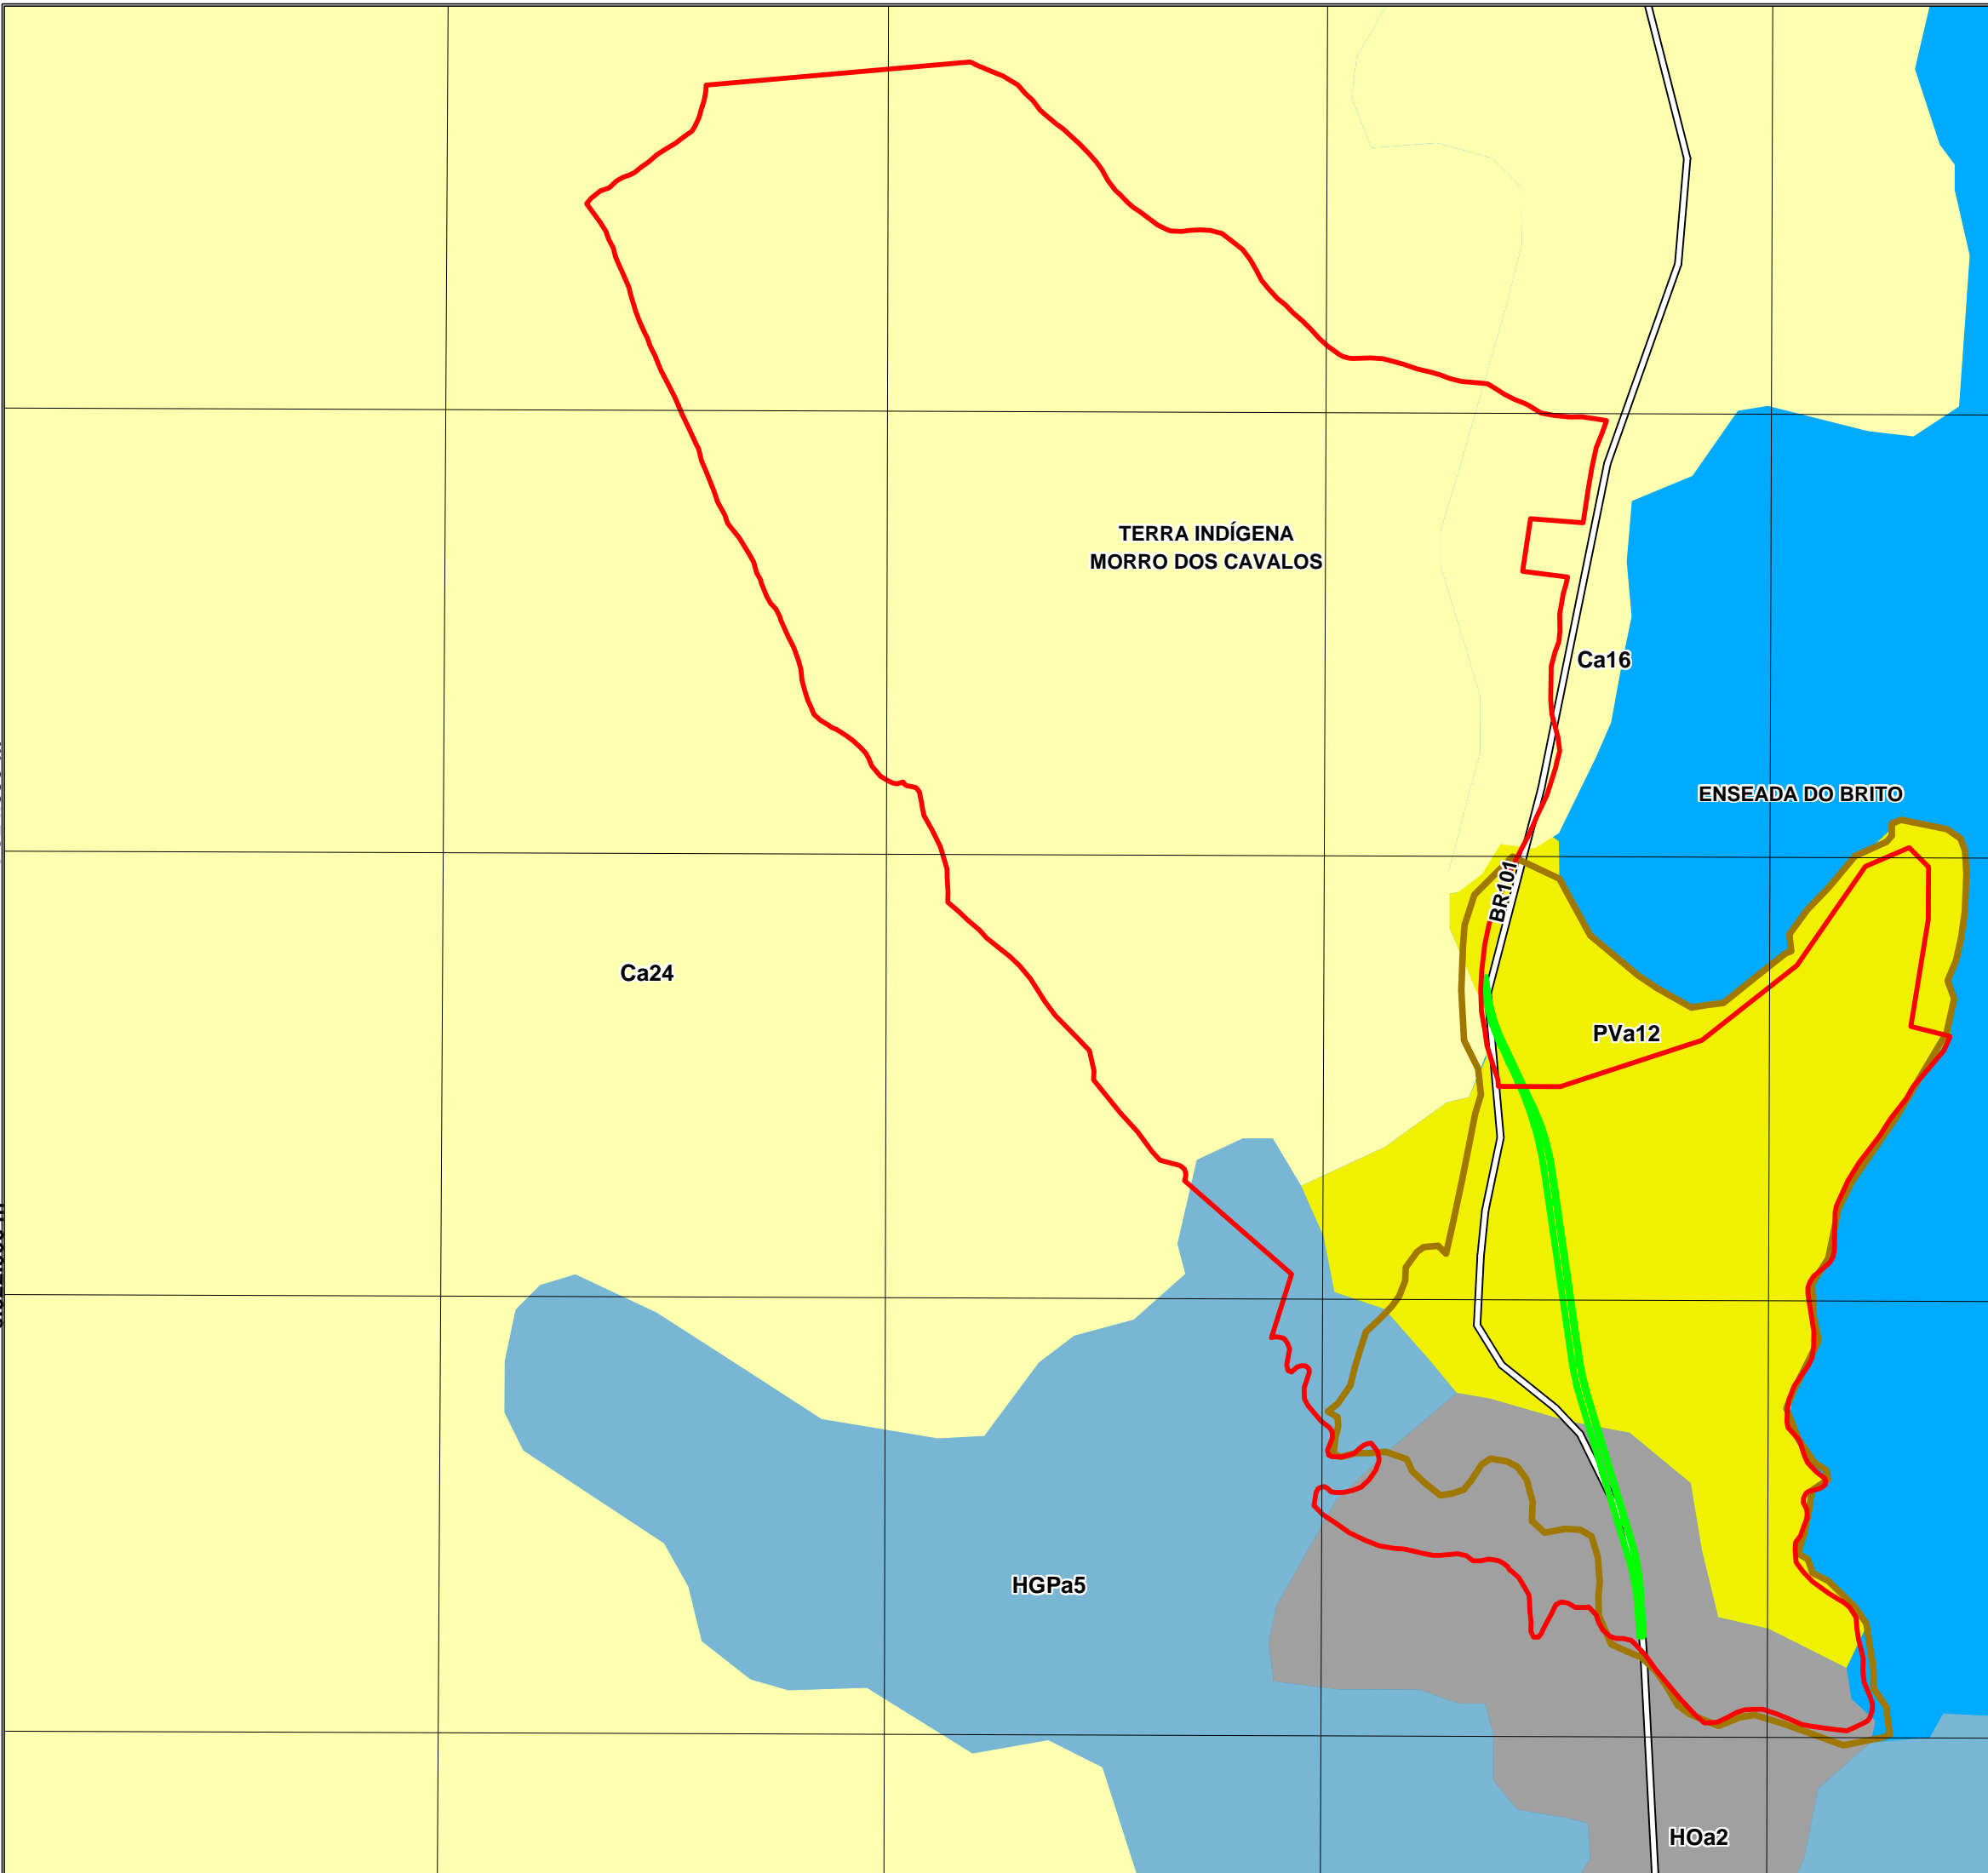 TERRA INDÍGENA
MORRO DOS CAVALOS
Ca16
ENSEADA DO BRITO
BR101
Ca24
PVa12
HGPa5
HOa2